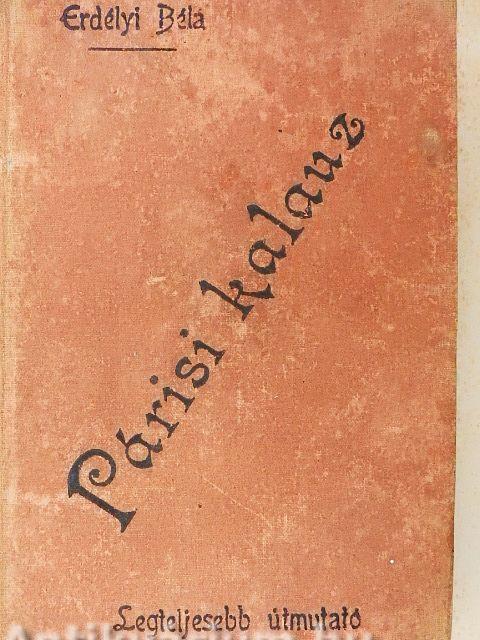 Erdélyi Béla
Párisi kalauz
Legteljesebb útmutató